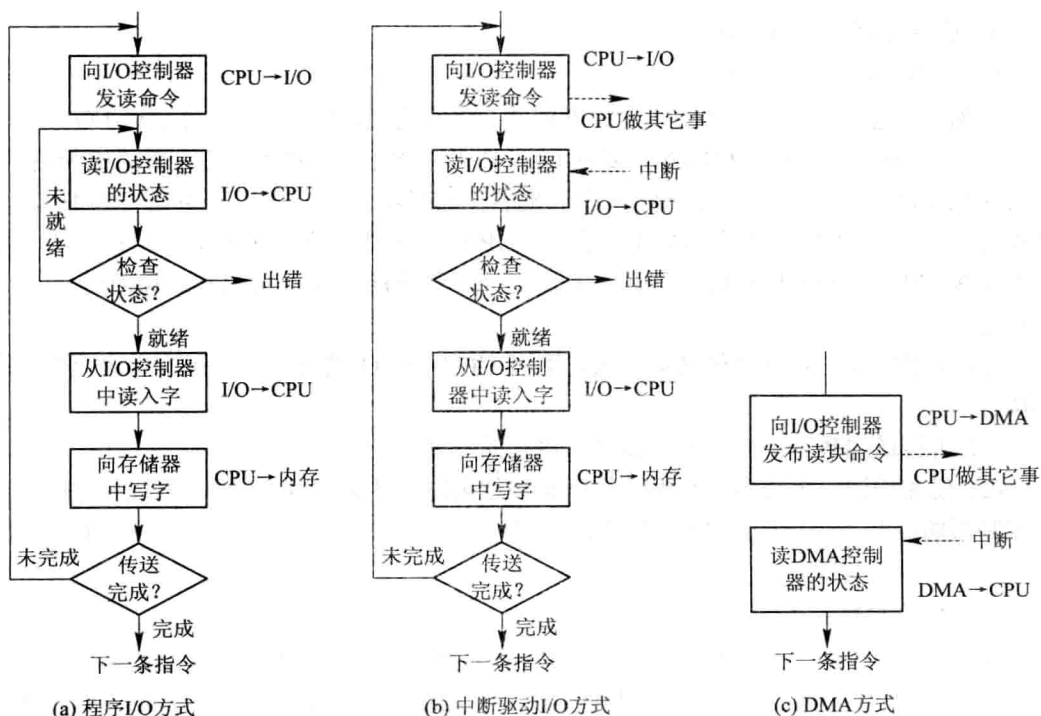 向I/O控制器
发读命令
CPU→I/O
读I/O控制器
的状态
I/O→CPU
未
就
绪
检查
状态?
出错
就绪
从I/O控制器
中读入字
I/O→CPU
向存储器
中写字
CPU→内存
未完成
传送
完成?
完成
下一条指令
(a) 程序I/O方式
向I/O控制器
发读命令
CPU→I/O
CPU做其它事
读I/O控制器
的状态
中断
I/O→CPU
检查
状态?
出错
就绪
从I/O控制
器中读入字
I/O→CPU
向存储器
中写字
CPU→内存
未完成
传送
完成?
完成
下一条指令
(b) 中断驱动I/O方式
向I/O控制器
发布读块命令
CPU→DMA
CPU做其它事
读DMA控制
器的状态
中断
DMA→CPU
下一条指令
(c) DMA方式